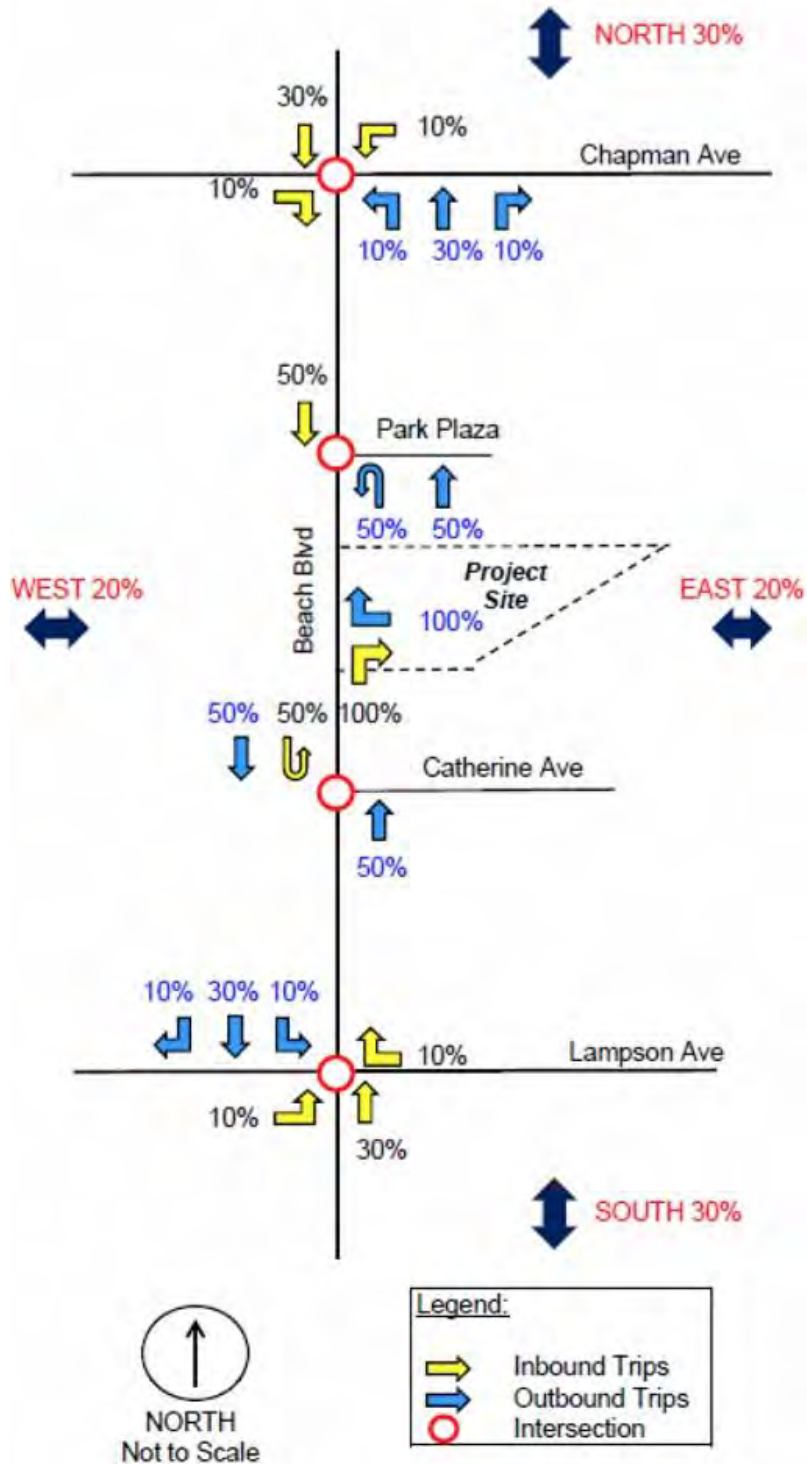 NORTH 30%
30%
10%
Chapman Ave
10%
10% 30% 10%
50%
Park Plaza
50% 50%
Beach Blvd
Project
Site
WEST 20%
EAST 20%
100%
50% 50% 100%
Catherine Ave
50%
10% 30% 10%
10%
Lampson Ave
10%
30%
SOUTH 30%
Legend:
Inbound Trips
Outbound Trips
Intersection
NORTH
Not to Scale